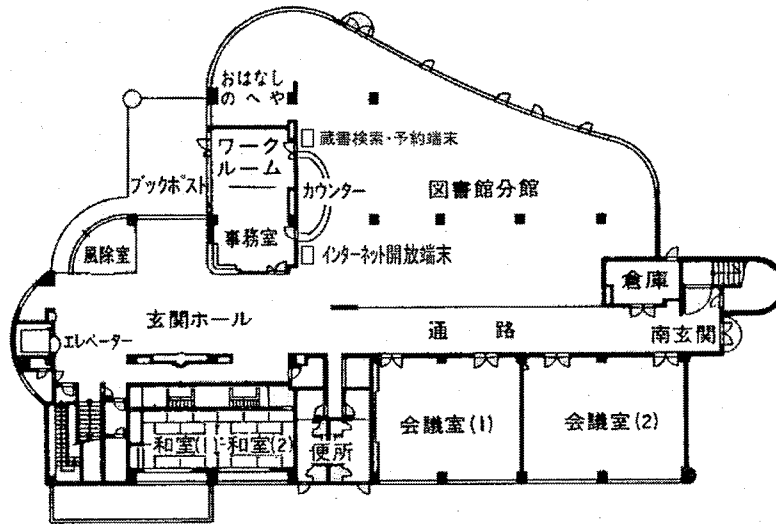 おはなし
のへや
ワーク
ルーム
蔵書検索・予約端末
ブックポスト
カウンター
図書館分館
事務室
風除室
インターネット開放端末
倉庫
玄関ホール
エレベーター
通路
南玄関
和室(1)
和室(2)
便所
会議室(1)
会議室(2)